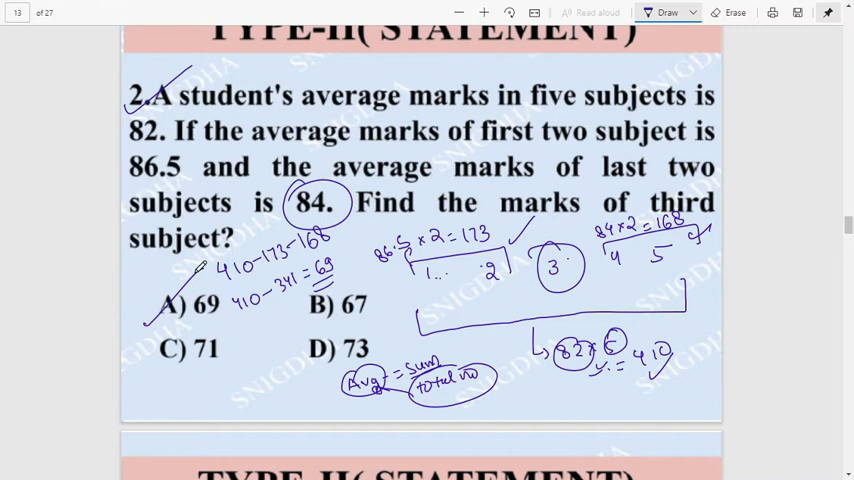 13 of 27
Read aloud
Draw
Erase
TYPE-II( STATEMENT)
2.A student's average marks in five subjects is
82. If the average marks of first two subject is
86.5 and the average marks of last two
subjects is 84. Find the marks of third
subject?
86.5 × 2 = 173
84 × 2 = 168
410 - 173 - 168
410 - 341 = 69
1... 2
3
4 5
A) 69 B) 67
C) 71 D) 73
82 × 5
= 410
Avg = sum
total no
SNIGDHA
TYPE-II( STATEMENT)